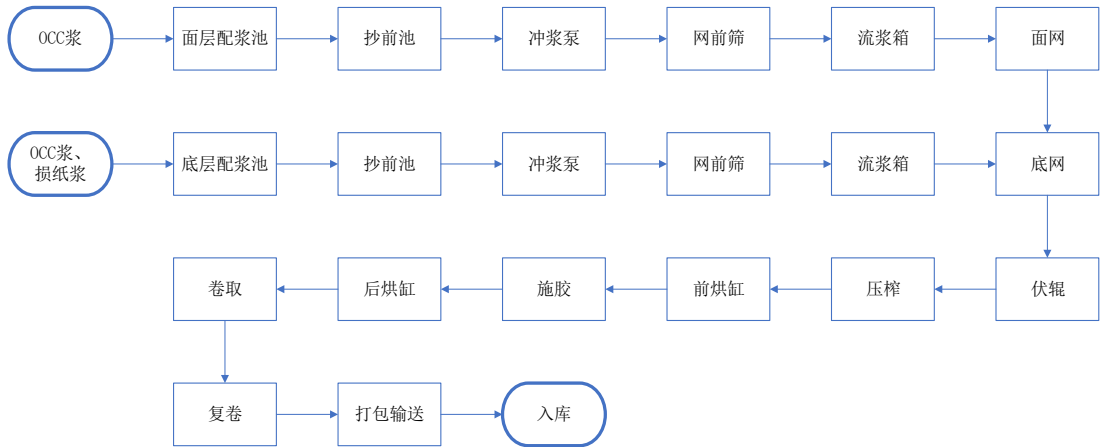 OCC浆
面层配浆池
抄前池
冲浆泵
网前筛
流浆箱
面网
OCC浆、
损纸浆
底层配浆池
抄前池
冲浆泵
网前筛
流浆箱
底网
卷取
后烘缸
施胶
前烘缸
压榨
伏辊
复卷
打包输送
入库